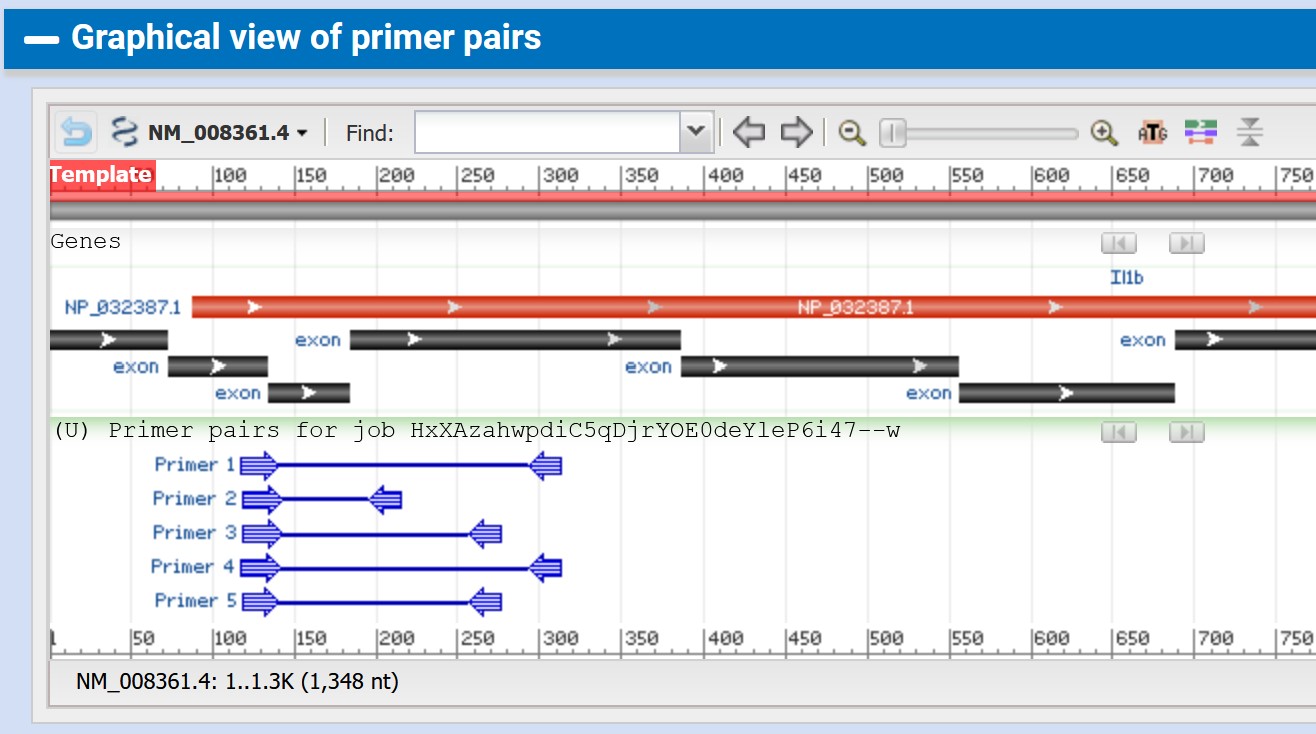 Graphical view of primer pairs
NM_008361.4 Find:
Template 100 150 200 250 300 350 400 450 500 550 600 650 700 750
Genes
Il1b
NP_032387.1 NP_032387.1
exon exon
exon exon
exon exon
(U) Primer pairs for job HxXAzahwpdiC5qDjrYOE0deYleP6i47--w
Primer 1
Primer 2
Primer 3
Primer 4
Primer 5
1 50 100 150 200 250 300 350 400 450 500 550 600 650 700 750
NM_008361.4: 1..1.3K (1,348 nt)